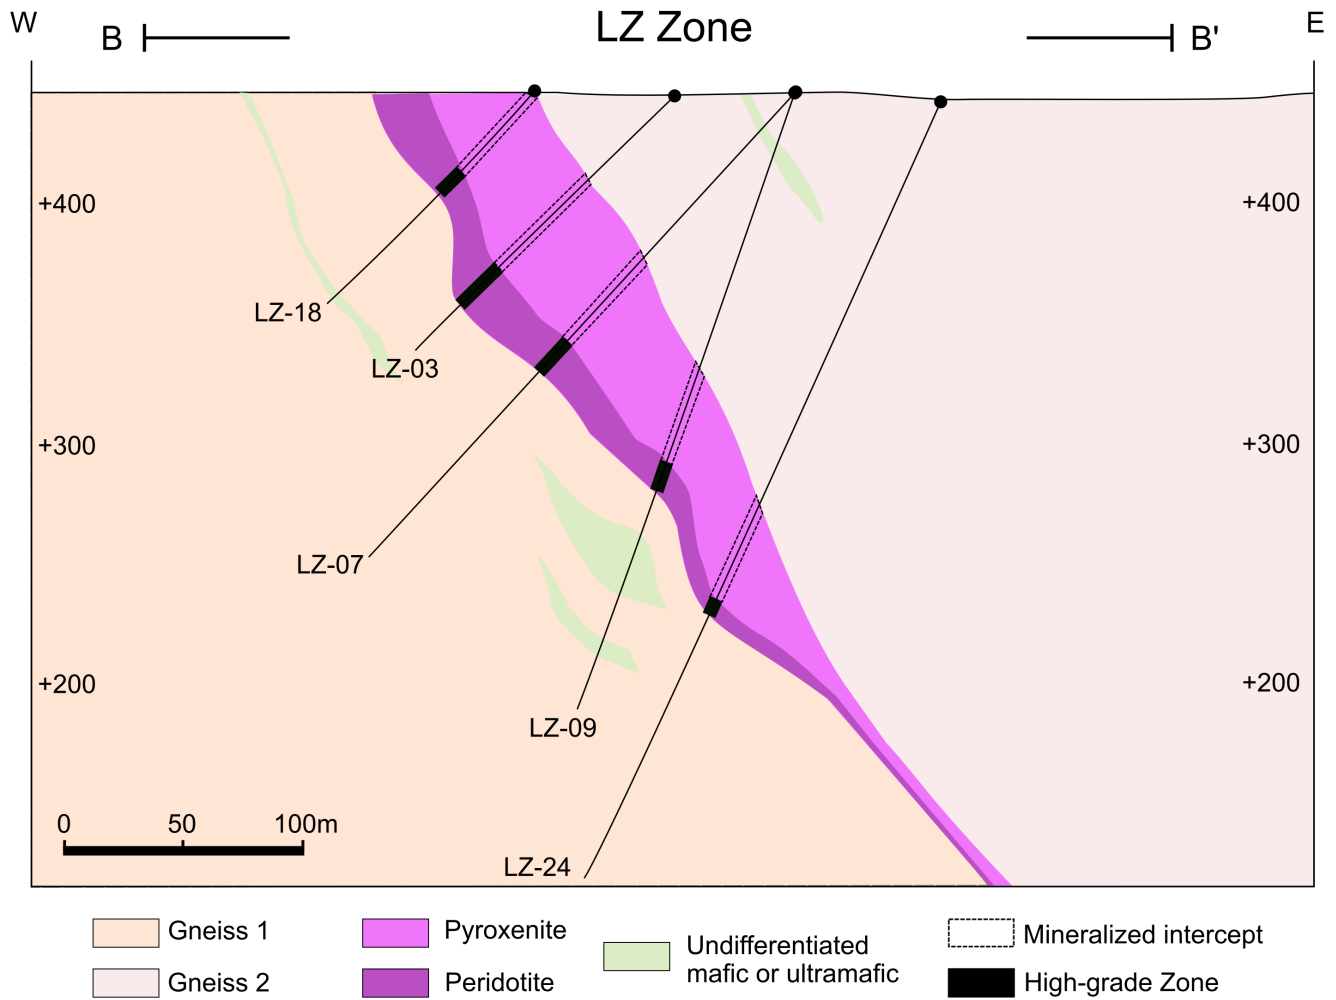 W
LZ Zone
E
B
B'
+400
+400
LZ-18
LZ-03
+300
+300
LZ-07
+200
+200
LZ-09
0 50 100m
LZ-24
Gneiss 1
Pyroxenite
Undifferentiated
mafic or ultramafic
Mineralized intercept
Gneiss 2
Peridotite
High-grade Zone